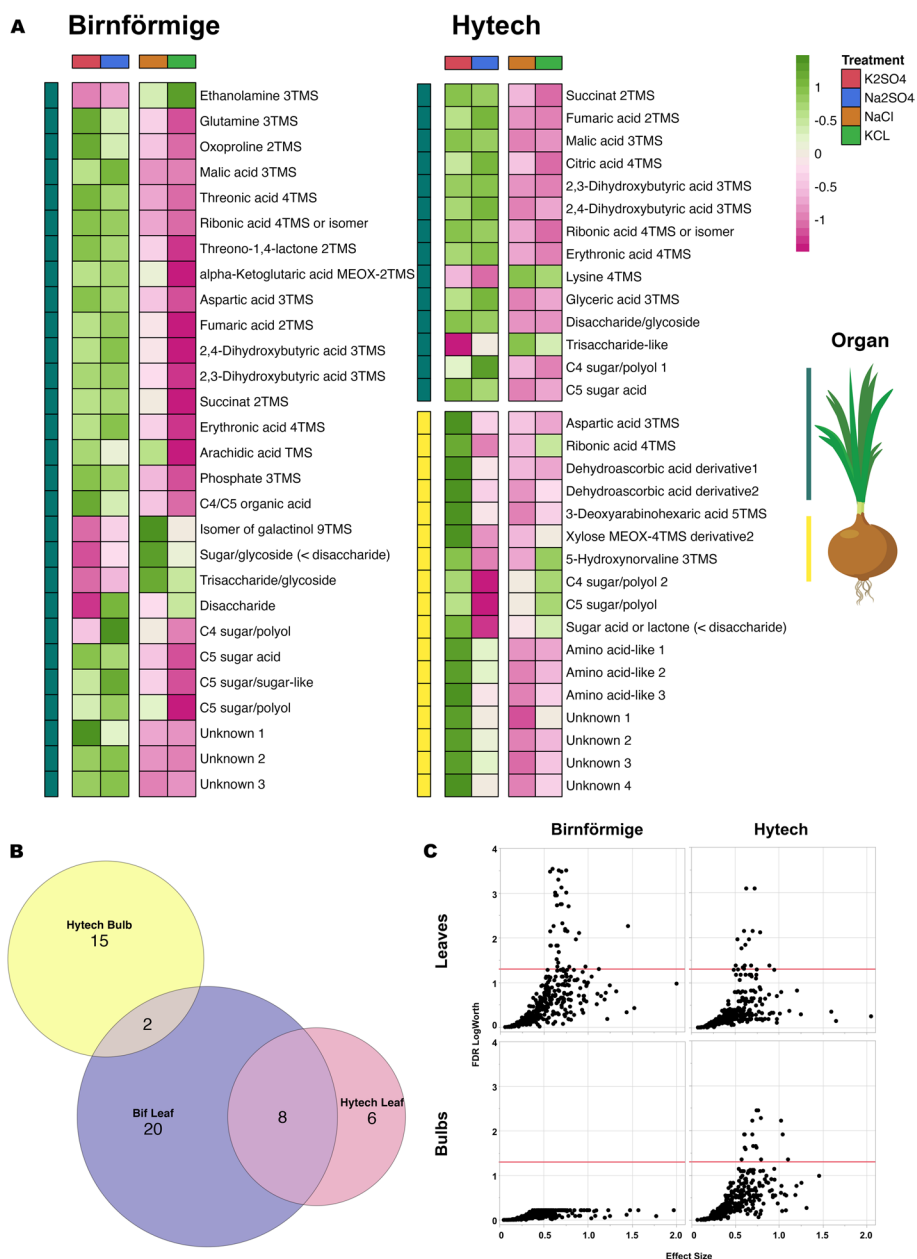 A
Birnförmige
Ethanolamine 3TMS
Glutamine 3TMS
Oxoproline 2TMS
Malic acid 3TMS
Threonic acid 4TMS
Ribonic acid 4TMS or isomer
Threono-1,4-lactone 2TMS
alpha-Ketoglutaric acid MEOX-2TMS
Aspartic acid 3TMS
Fumaric acid 2TMS
2,4-Dihydroxybutyric acid 3TMS
2,3-Dihydroxybutyric acid 3TMS
Succinat 2TMS
Erythronic acid 4TMS
Arachidic acid TMS
Phosphate 3TMS
C4/C5 organic acid
Isomer of galactinol 9TMS
Sugar/glycoside (< disaccharide)
Trisaccharide/glycoside
Disaccharide
C4 sugar/polyol
C5 sugar acid
C5 sugar/sugar-like
C5 sugar/polyol
Unknown 1
Unknown 2
Unknown 3
Hytech
Succinat 2TMS
Fumaric acid 2TMS
Malic acid 3TMS
Citric acid 4TMS
2,3-Dihydroxybutyric acid 3TMS
2,4-Dihydroxybutyric acid 3TMS
Ribonic acid 4TMS or isomer
Erythronic acid 4TMS
Lysine 4TMS
Glyceric acid 3TMS
Disaccharide/glycoside
Trisaccharide-like
C4 sugar/polyol 1
C5 sugar acid
Aspartic acid 3TMS
Ribonic acid 4TMS
Dehydroascorbic acid derivative1
Dehydroascorbic acid derivative2
3-Deoxyarabinohexaric acid 5TMS
Xylose MEOX-4TMS derivative2
5-Hydroxynorvaline 3TMS
C4 sugar/polyol 2
C5 sugar/polyol
Sugar acid or lactone (< disaccharide)
Amino acid-like 1
Amino acid-like 2
Amino acid-like 3
Unknown 1
Unknown 2
Unknown 3
Unknown 4
1
-0.5
0
-0.5
-1
Treatment
K2SO4
Na2SO4
NaCl
KCL
Organ
B
Hytech Bulb
15
2
Bif Leaf
20
8
Hytech Leaf
6
C
Birnförmige
Hytech
Leaves
Bulbs
FDR LogWorth
4
3
2
1
0
4
3
2
1
0
0.0
0.5
1.0
1.5
2.0
0.0
0.5
1.0
1.5
2.0
Effect Size